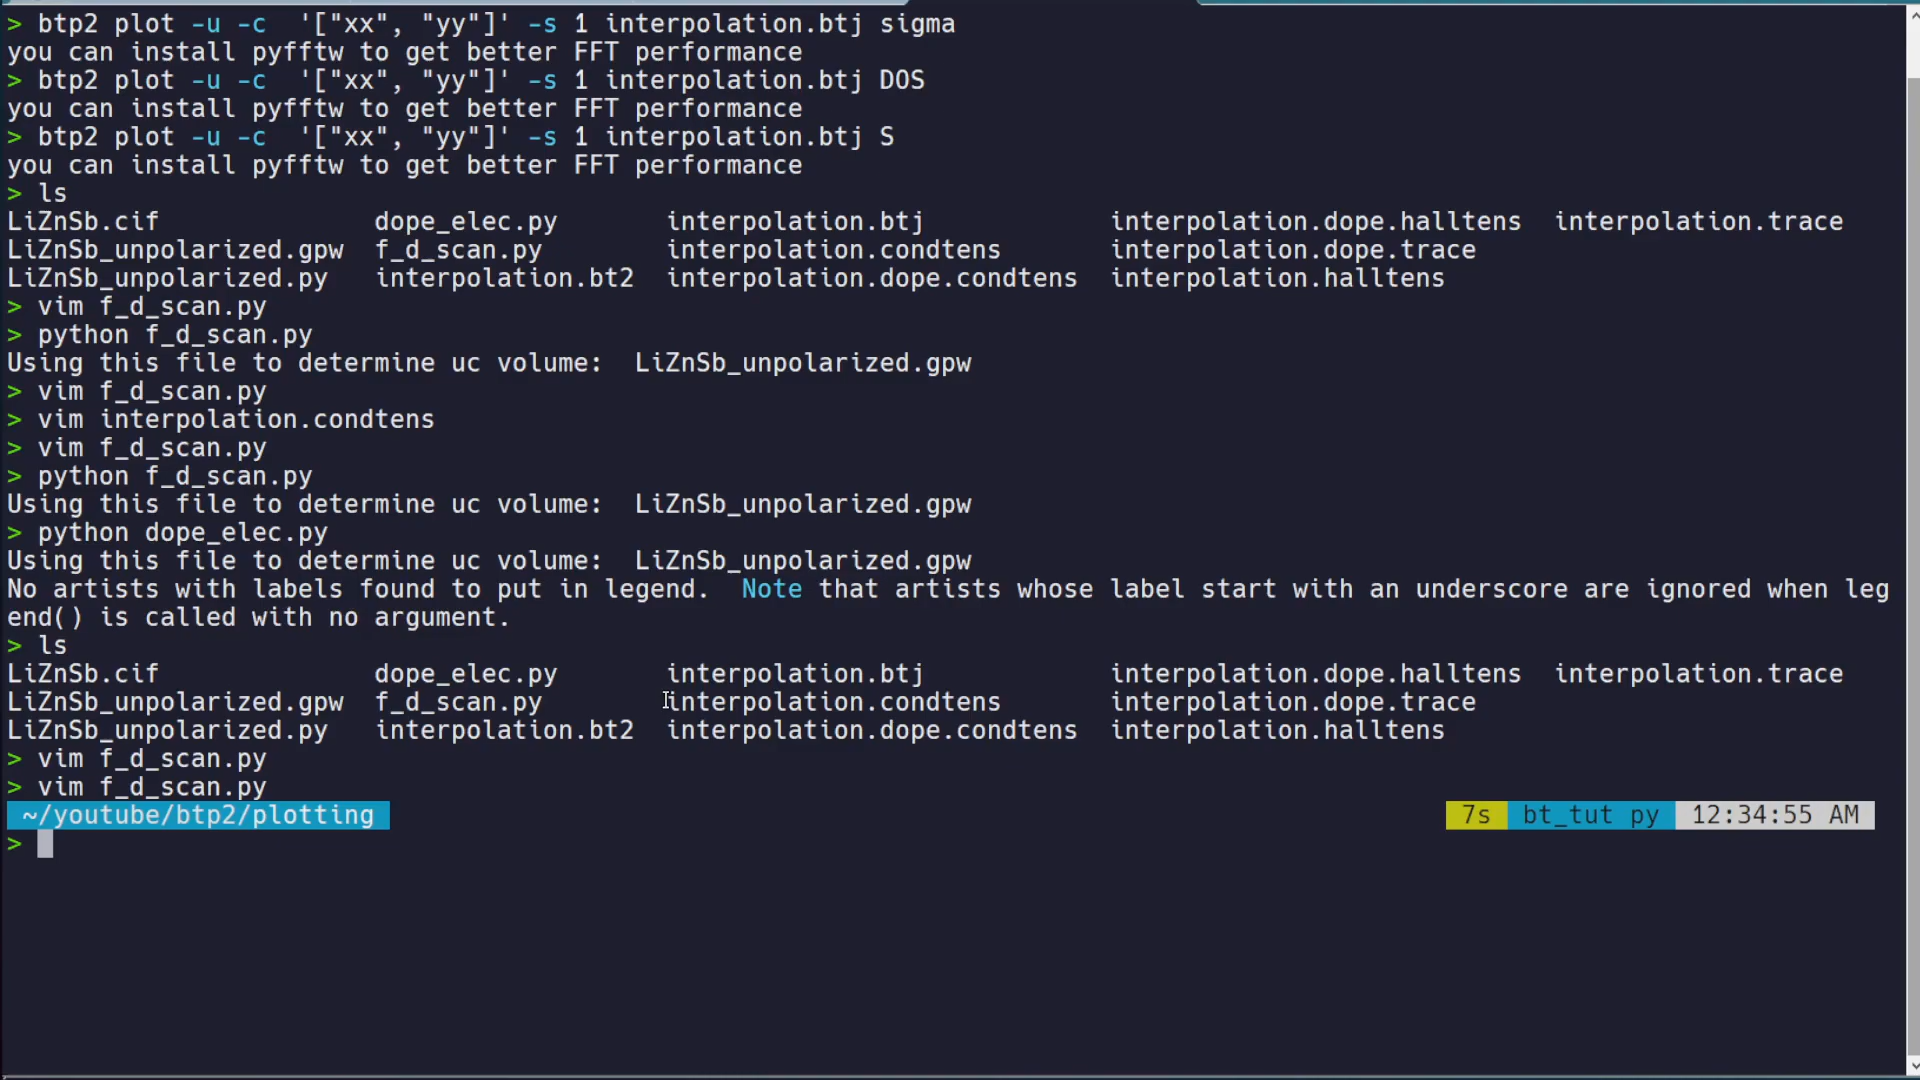 > btp2 plot -u -c  '["xx", "yy"]' -s 1 interpolation.btj sigma
you can install pyfftw to get better FFT performance
> btp2 plot -u -c  '["xx", "yy"]' -s 1 interpolation.btj DOS
you can install pyfftw to get better FFT performance
> btp2 plot -u -c  '["xx", "yy"]' -s 1 interpolation.btj S
you can install pyfftw to get better FFT performance
> ls
LiZnSb.cif              dope_elec.py       interpolation.btj            interpolation.dope.halltens  interpolation.trace
LiZnSb_unpolarized.gpw  f_d_scan.py        interpolation.condtens       interpolation.dope.trace
LiZnSb_unpolarized.py   interpolation.bt2  interpolation.dope.condtens  interpolation.halltens
> vim f_d_scan.py
> python f_d_scan.py
Using this file to determine uc volume:  LiZnSb_unpolarized.gpw
> vim f_d_scan.py
> vim interpolation.condtens
> vim f_d_scan.py
> python f_d_scan.py
Using this file to determine uc volume:  LiZnSb_unpolarized.gpw
> python dope_elec.py
Using this file to determine uc volume:  LiZnSb_unpolarized.gpw
No artists with labels found to put in legend.  Note that artists whose label start with an underscore are ignored when leg
end() is called with no argument.
> ls
LiZnSb.cif              dope_elec.py       interpolation.btj            interpolation.dope.halltens  interpolation.trace
LiZnSb_unpolarized.gpw  f_d_scan.py        interpolation.condtens       interpolation.dope.trace
LiZnSb_unpolarized.py   interpolation.bt2  interpolation.dope.condtens  interpolation.halltens
> vim f_d_scan.py
> vim f_d_scan.py
~/youtube/btp2/plotting 7s bt_tut py 12:34:55 AM
>